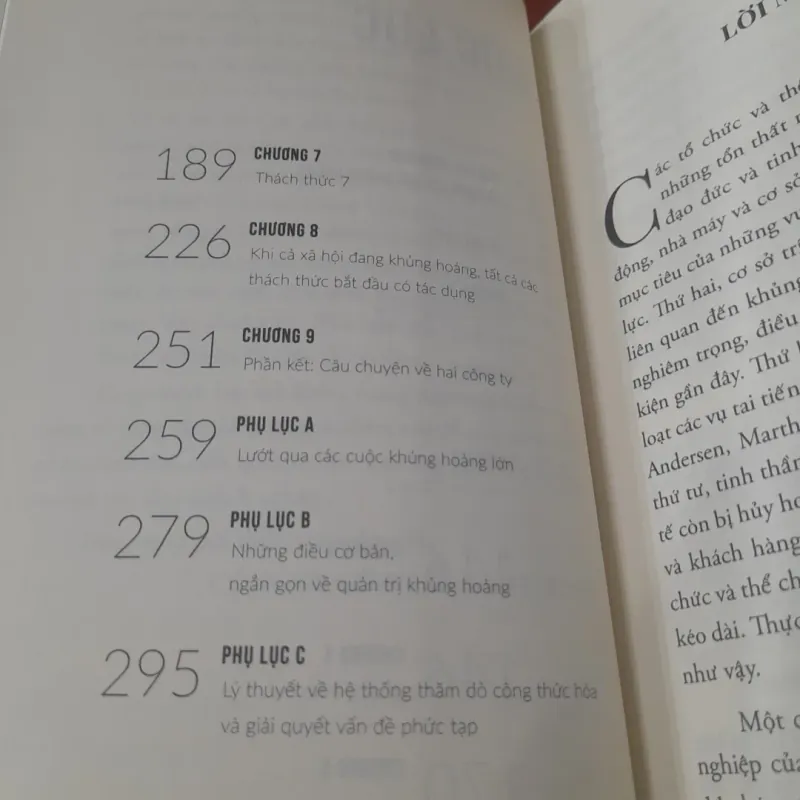 189 CHƯƠNG 7
Thách thức 7
226 CHƯƠNG 8
Khi cả xã hội đang khủng hoảng, tất cả các
thách thức bắt đầu có tác dụng
251 CHƯƠNG 9
Phần kết: Câu chuyện về hai công ty
259 PHỤ LỤC A
Lướt qua các cuộc khủng hoảng lớn
279 PHỤ LỤC B
Những điều cơ bản,
ngắn gọn về quản trị khủng hoảng
295 PHỤ LỤC C
Lý thuyết về hệ thống thăm dò công thức hóa
và giải quyết vấn đề phức tạp
LỜI
Các tổ chức và thể
những tổn thất
đạo đức và tinh
động, nhà máy và cơ sở
mục tiêu của những vụ
lực. Thứ hai, cơ sở
liên quan đến khủng
nghiêm trọng, điều
kiện gần đây. Thứ
loạt các vụ tai tiến
Andersen, Marth
thứ tư, tinh thần
tế còn bị hủy ho
và khách hàng
chức và thể ch
kéo dài. Thực
như vậy.
Một
nghiệp của